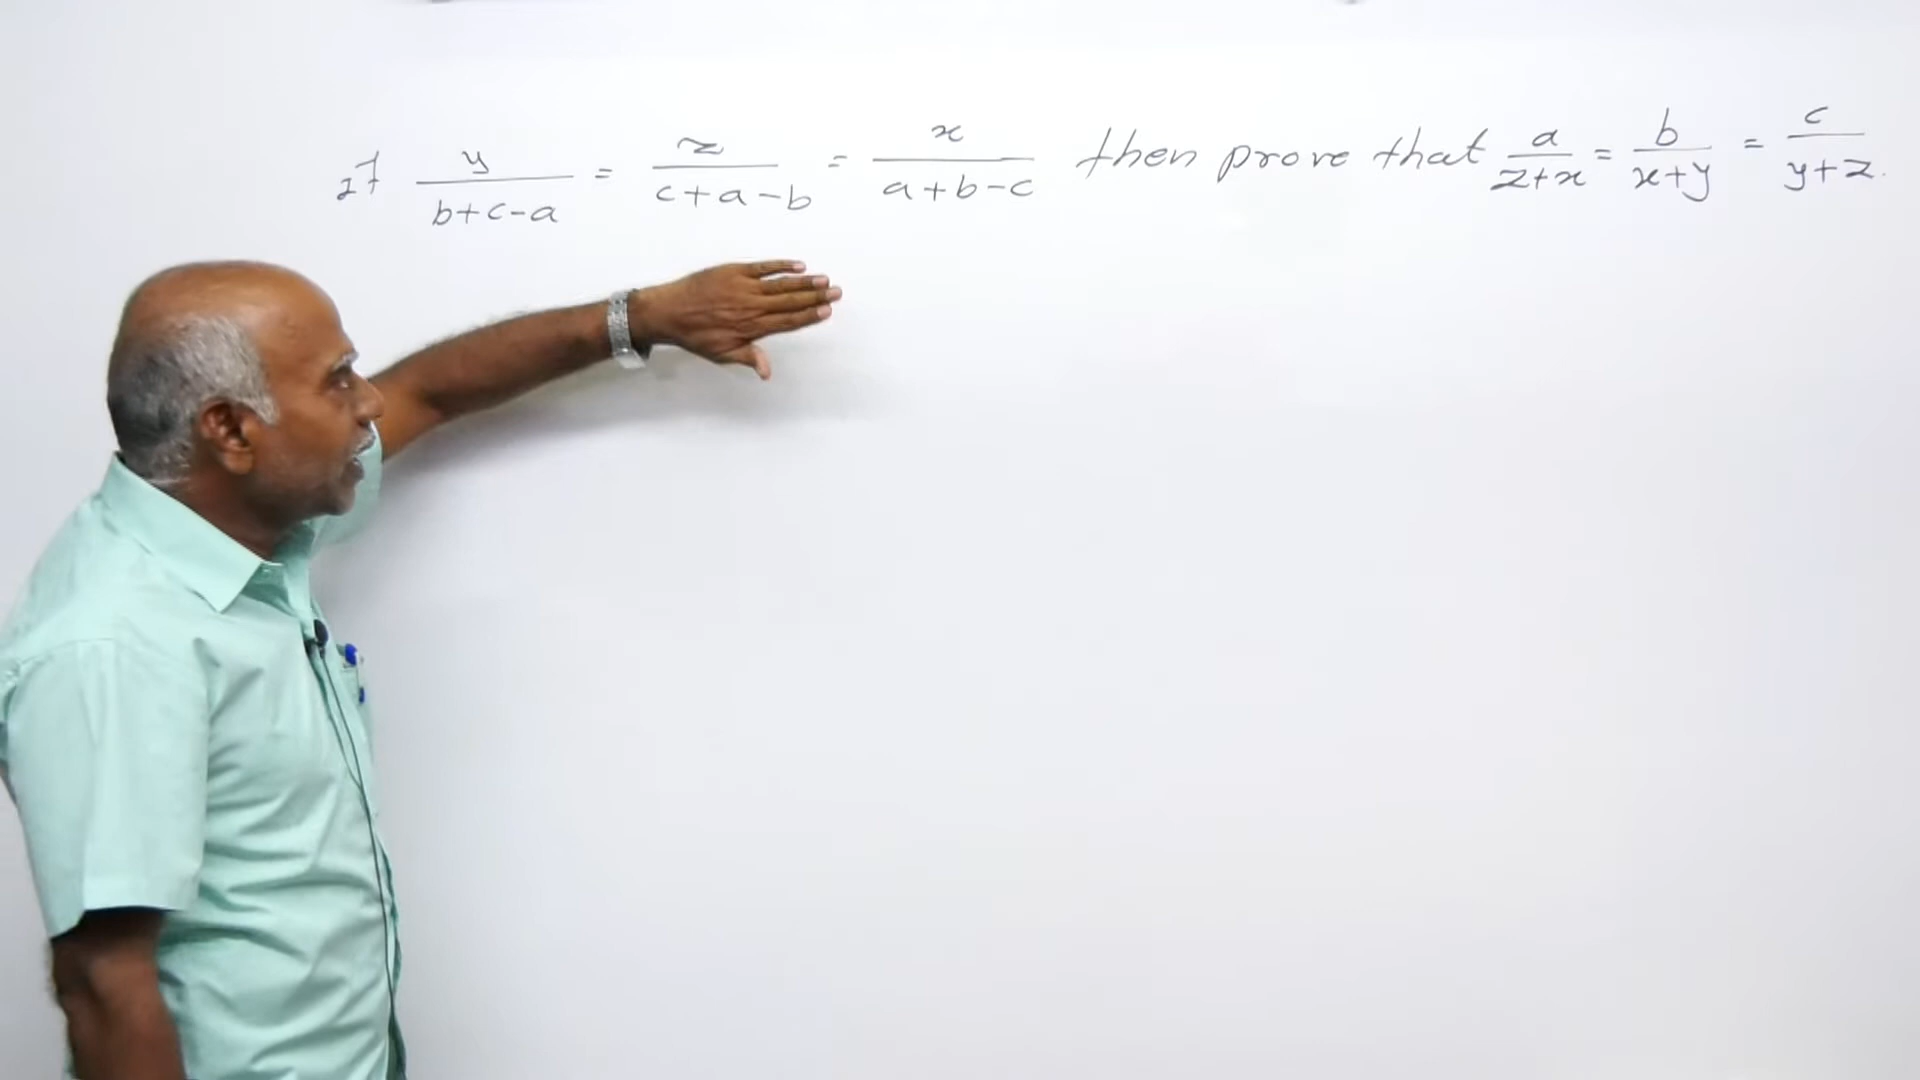 If y/(b+c-a) = z/(c+a-b) = x/(a+b-c) then prove that a/(z+x) = b/(x+y) = c/(y+z).